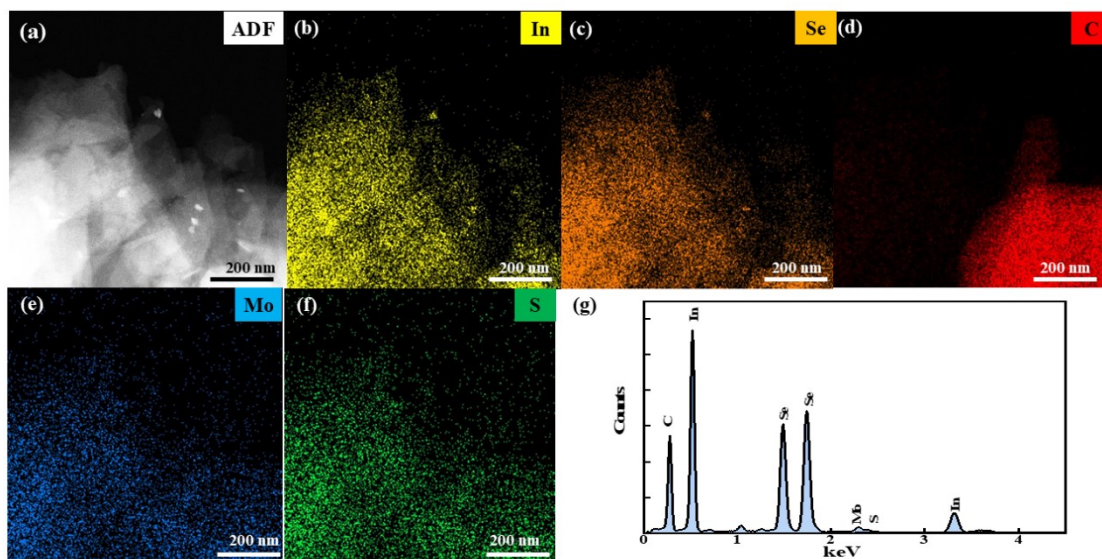 (a) ADF
200 nm
(b) In
200 nm
(c) Se
200 nm
(d) C
200 nm
(e) Mo
200 nm
(f) S
200 nm
(g)
Counts
C
In
Se
Se
Mo
S
In
0 1 2 3 4
keV